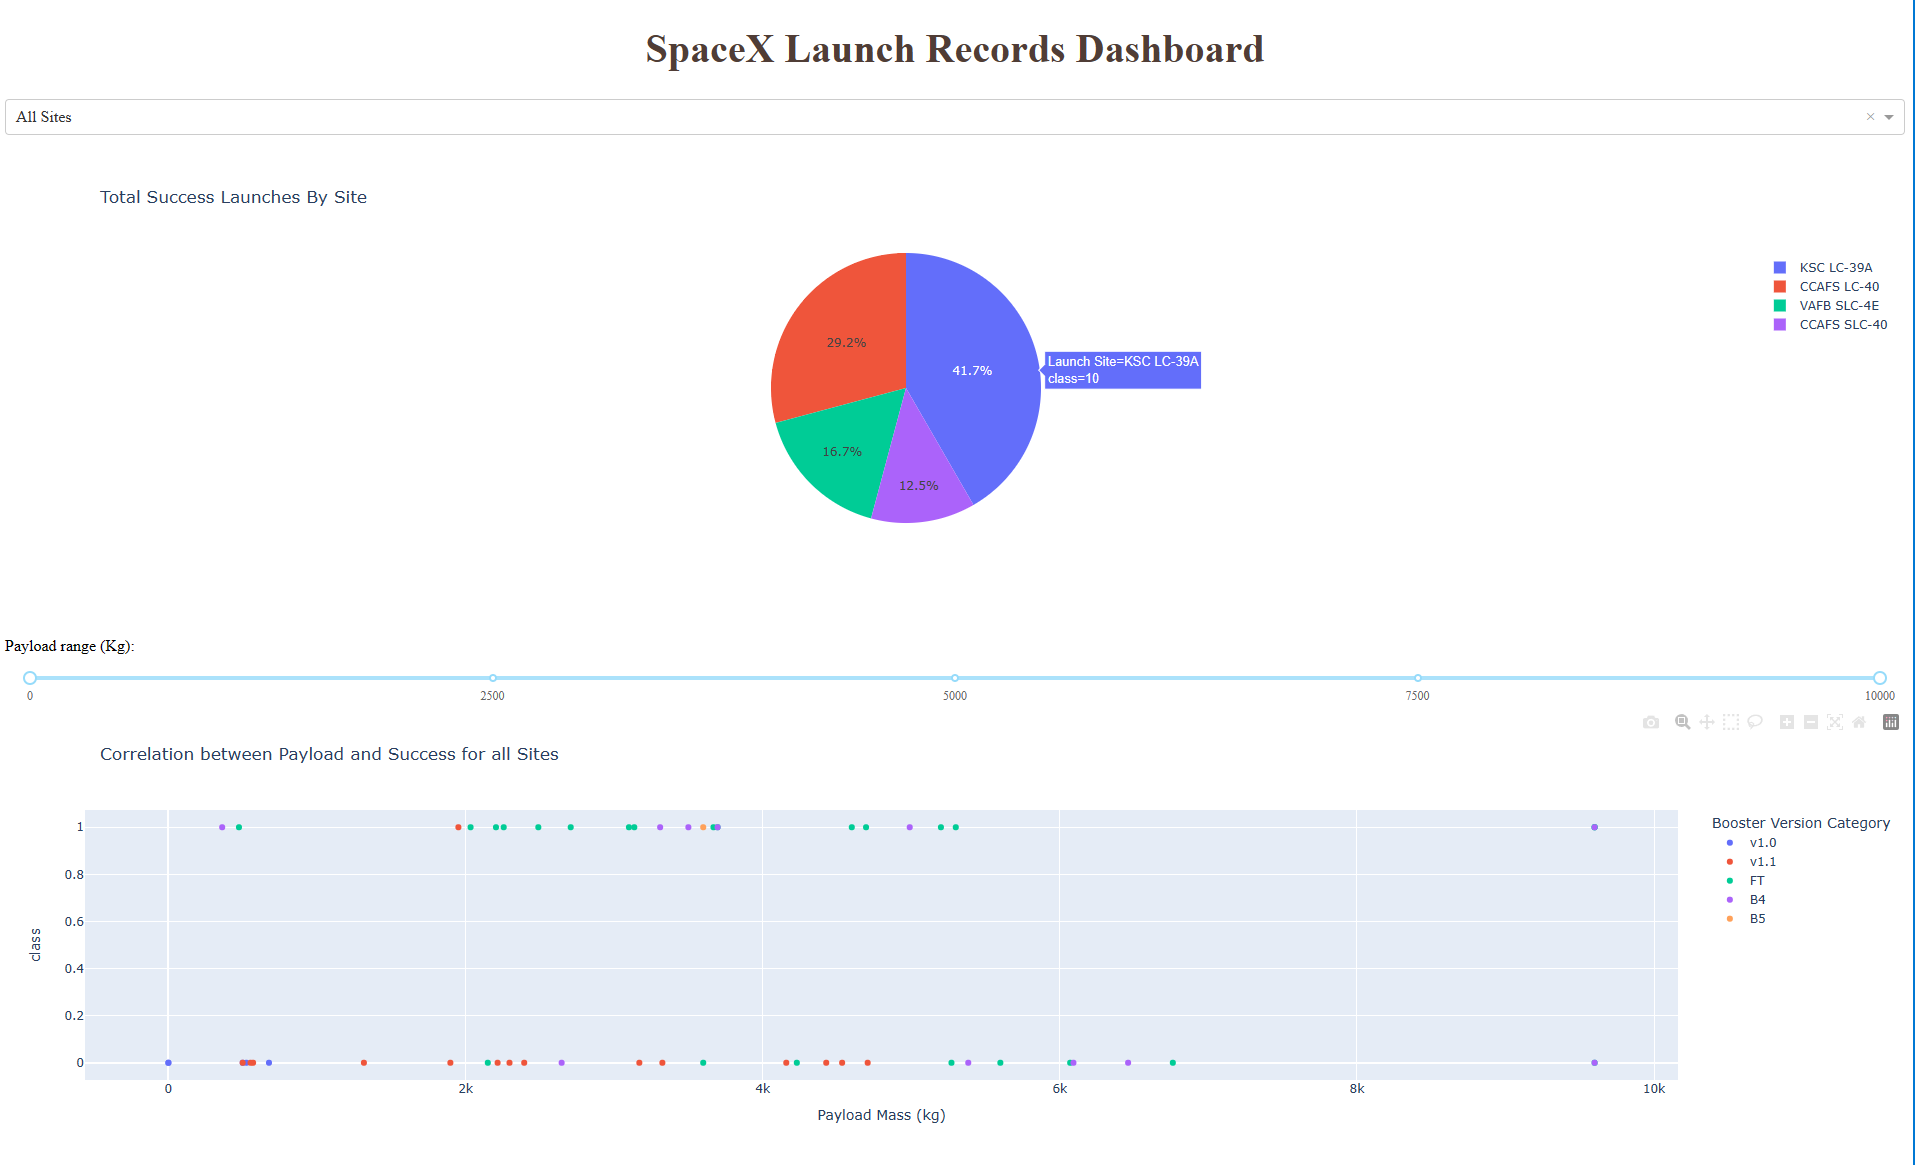 SpaceX Launch Records Dashboard
All Sites
×
Total Success Launches By Site
KSC LC-39A
CCAFS LC-40
VAFB SLC-4E
CCAFS SLC-40
29.2%
41.7%
Launch Site=KSC LC-39A
class=10
16.7%
12.5%
Payload range (Kg):
0 2500 5000 7500 10000
Correlation between Payload and Success for all Sites
Booster Version Category
v1.0
v1.1
FT
B4
B5
class
1
0.8
0.6
0.4
0.2
0
0 2k 4k 6k 8k 10k
Payload Mass (kg)